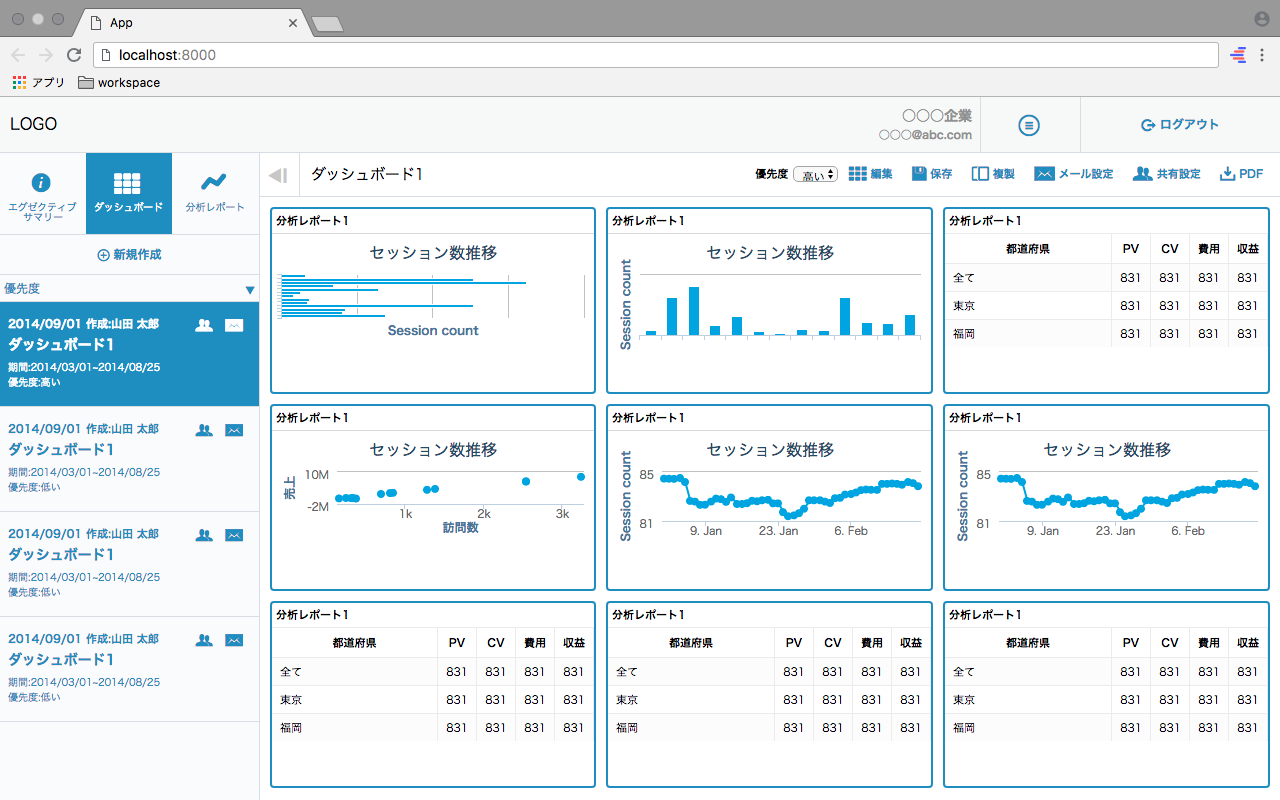 App
localhost:8000
アプリ workspace
LOGO
〇〇〇企業
〇〇〇@abc.com
ログアウト
エグゼクティブ
サマリー
ダッシュボード
分析レポート
新規作成
優先度
2014/09/01 作成:山田 太郎
ダッシュボード1
期間:2014/03/01~2014/08/25
優先度:高い
2014/09/01 作成:山田 太郎
ダッシュボード1
期間:2014/03/01~2014/08/25
優先度:低い
2014/09/01 作成:山田 太郎
ダッシュボード1
期間:2014/03/01~2014/08/25
優先度:低い
2014/09/01 作成:山田 太郎
ダッシュボード1
期間:2014/03/01~2014/08/25
優先度:低い
ダッシュボード1
優先度 高い 編集 保存 複製 メール設定 共有設定 PDF
分析レポート1
セッション数推移
Session count
分析レポート1
セッション数推移
Session count
分析レポート1
都道府県 PV CV 費用 収益
全て 831 831 831 831
東京 831 831 831 831
福岡 831 831 831 831
分析レポート1
セッション数推移
売上
10M
-2M
1k 2k 3k
訪問数
分析レポート1
セッション数推移
Session count
85
81
9. Jan 23. Jan 6. Feb
分析レポート1
セッション数推移
Session count
85
81
9. Jan 23. Jan 6. Feb
分析レポート1
都道府県 PV CV 費用 収益
全て 831 831 831 831
東京 831 831 831 831
福岡 831 831 831 831
分析レポート1
都道府県 PV CV 費用 収益
全て 831 831 831 831
東京 831 831 831 831
福岡 831 831 831 831
分析レポート1
都道府県 PV CV 費用 収益
全て 831 831 831 831
東京 831 831 831 831
福岡 831 831 831 831